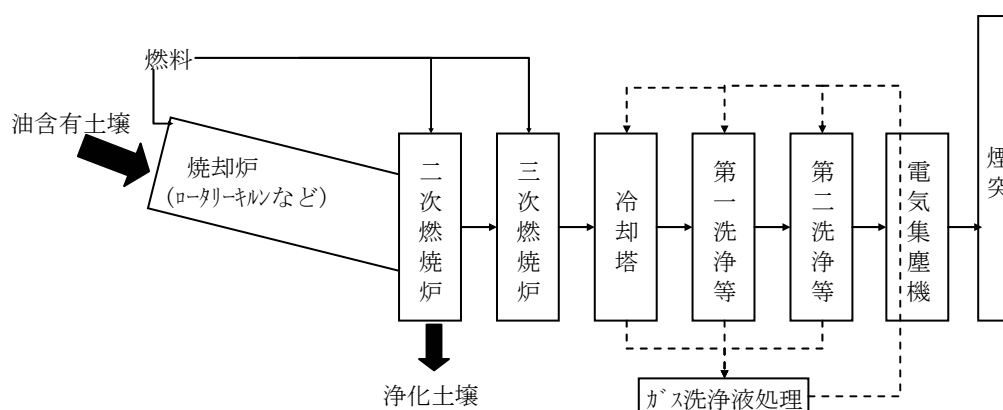 燃料
油含有土壌
焼却炉
(ロータリーキルンなど)
二次燃焼炉
三次燃焼炉
冷却塔
第一洗浄等
第二洗浄等
電気集塵機
煙突
浄化土壌
ガス洗浄液処理